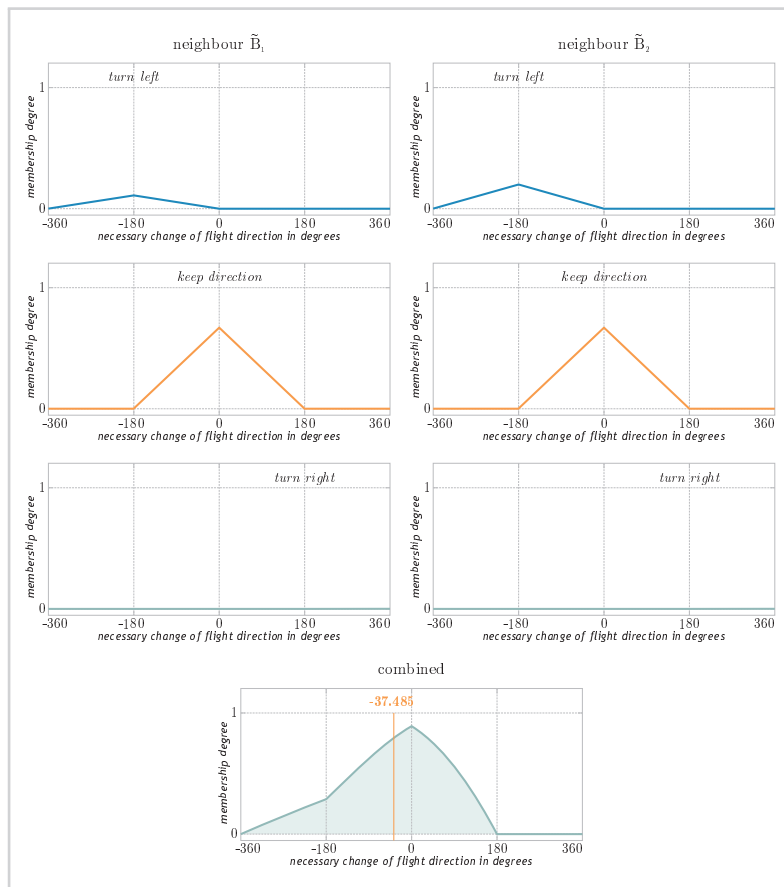 neighbour B̃₁
turn left
1
membership degree
0
-360 -180 0 180 360
necessary change of flight direction in degrees
keep direction
1
membership degree
0
-360 -180 0 180 360
necessary change of flight direction in degrees
turn right
1
membership degree
0
-360 -180 0 180 360
necessary change of flight direction in degrees
neighbour B̃₂
turn left
1
membership degree
0
-360 -180 0 180 360
necessary change of flight direction in degrees
keep direction
1
membership degree
0
-360 -180 0 180 360
necessary change of flight direction in degrees
turn right
1
membership degree
0
-360 -180 0 180 360
necessary change of flight direction in degrees
combined
-37.485
1
membership degree
0
-360 -180 0 180 360
necessary change of flight direction in degrees